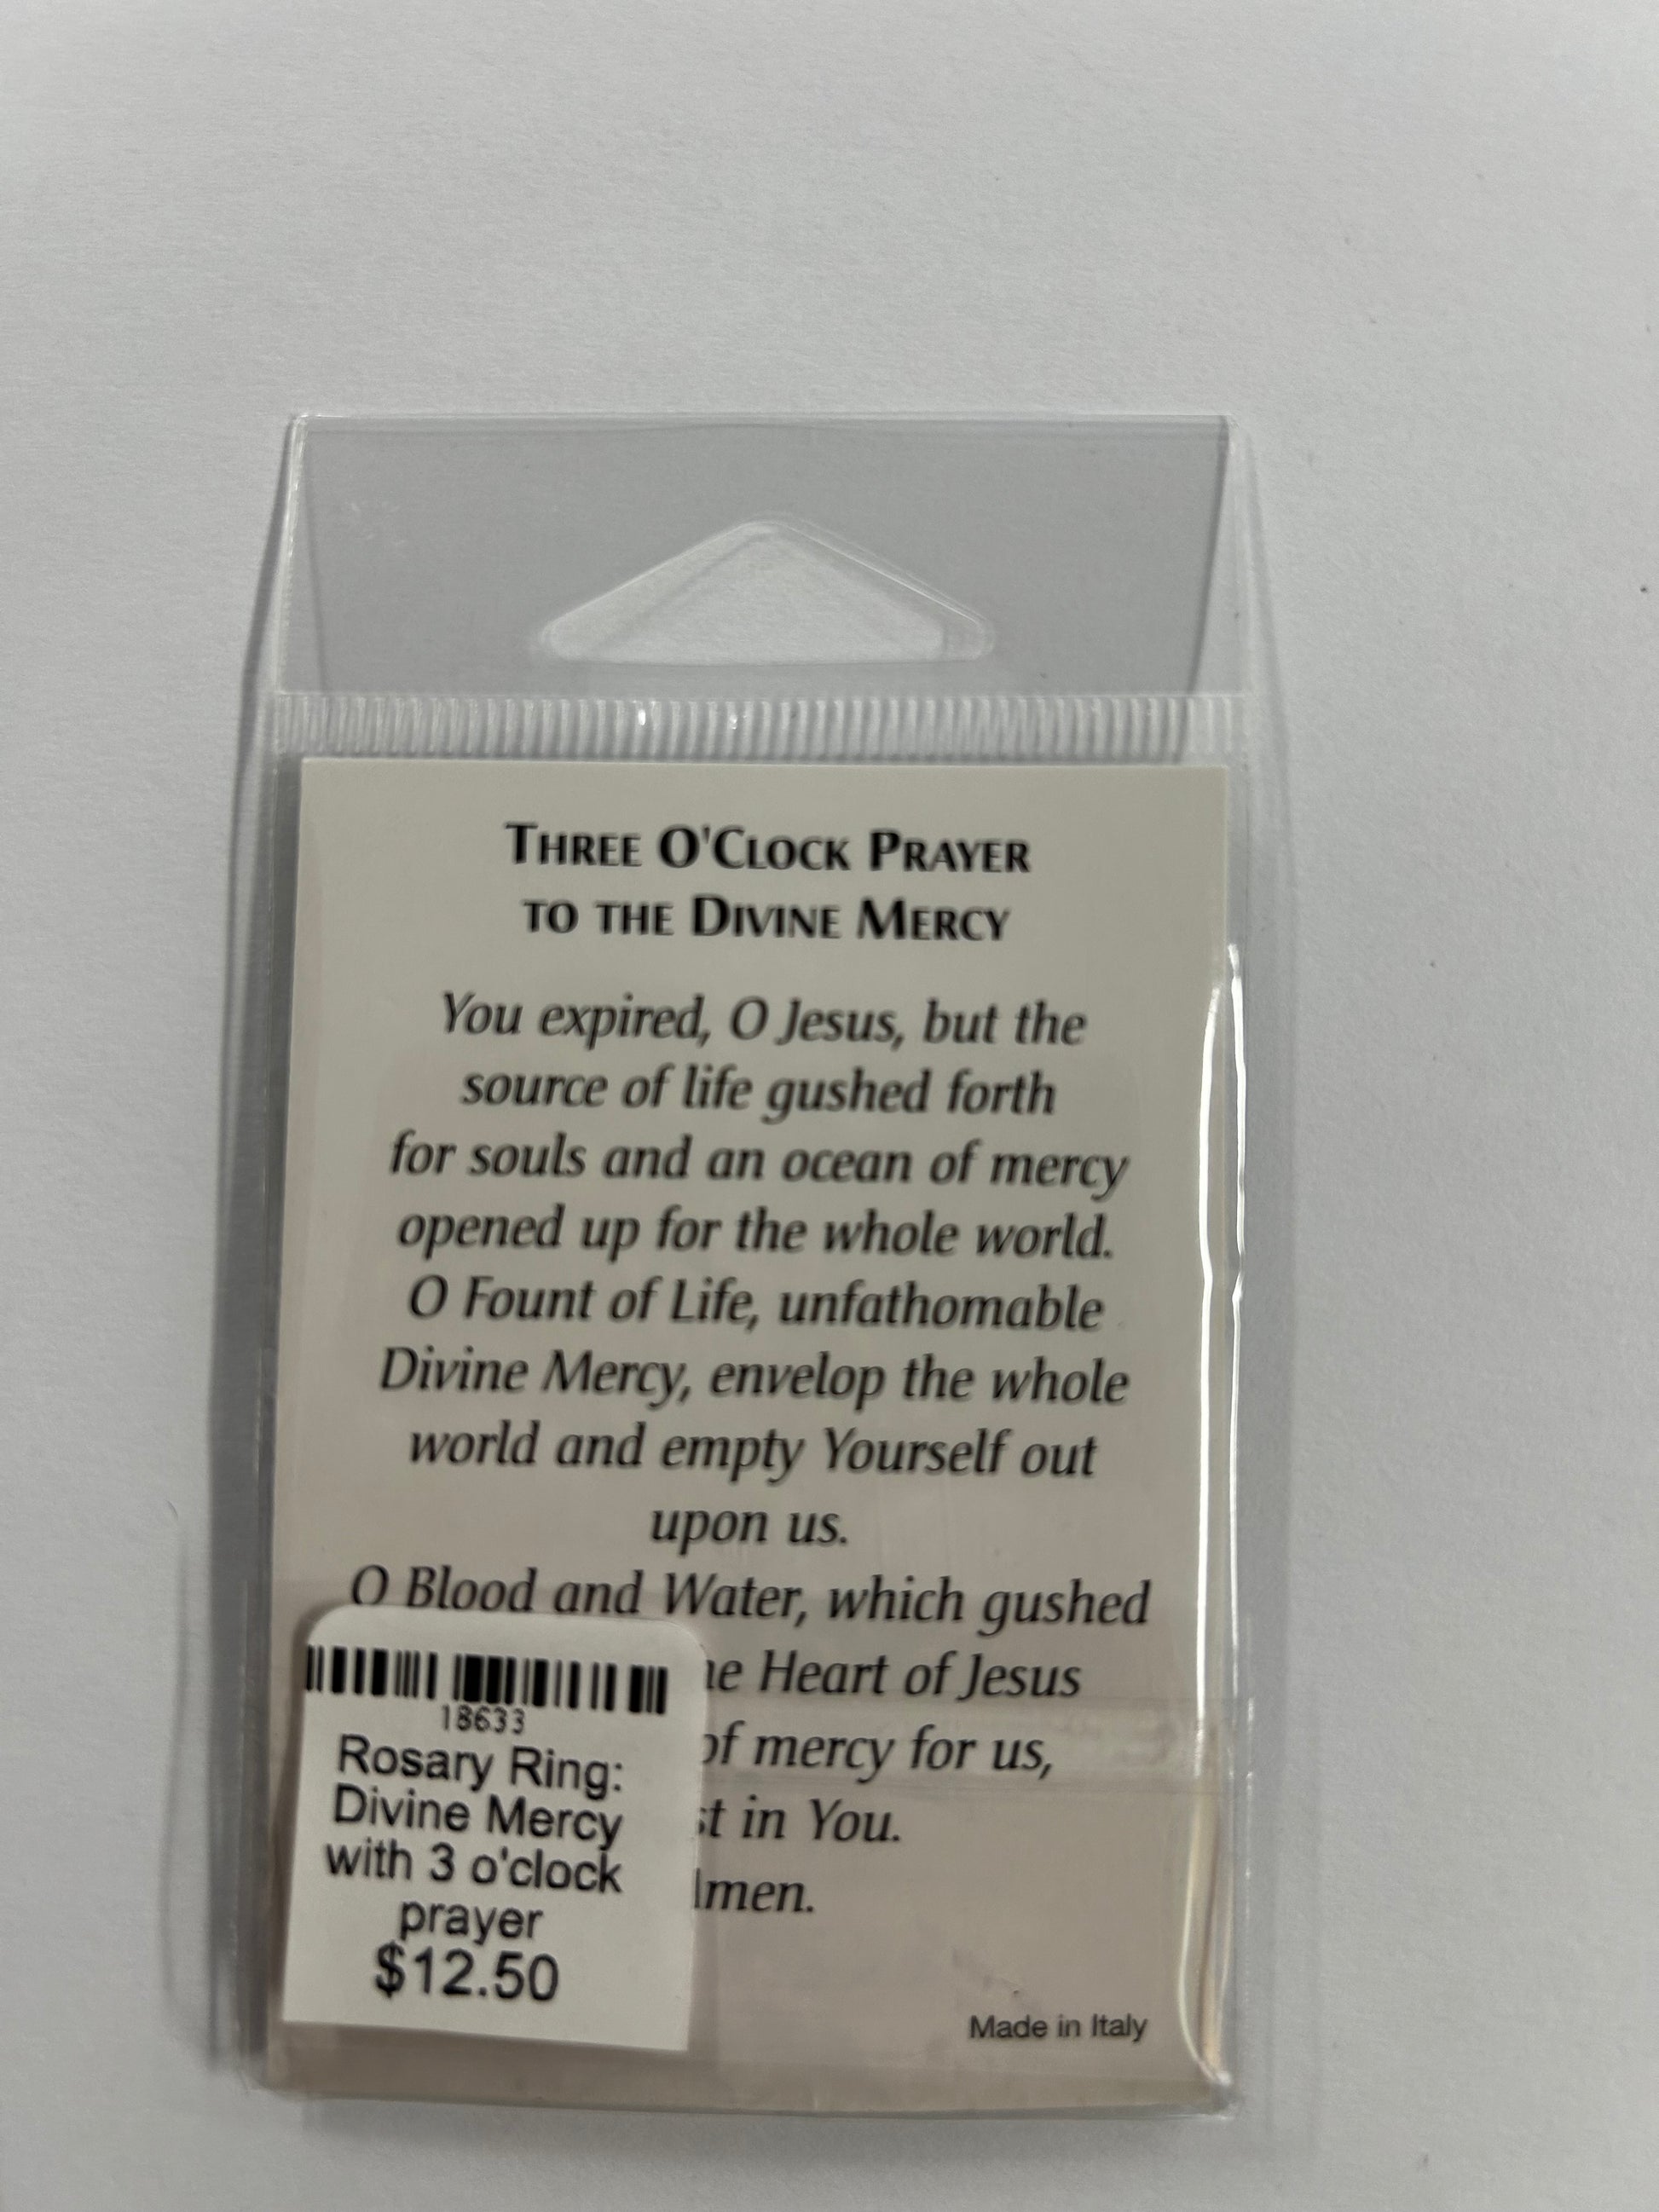 THREE O'CLOCK PRAYER
TO THE DIVINE MERCY
You expired, O Jesus, but the
source of life gushed forth
for souls and an ocean of mercy
opened up for the whole world.
O Fount of Life, unfathomable
Divine Mercy, envelop the whole
world and empty Yourself out
upon us.
O Blood and Water, which gushed
Heart of Jesus
of mercy for us,
in You.
18633
Rosary Ring:
Divine Mercy
with 3 o'clock
prayer
$12.50
Made in Italy